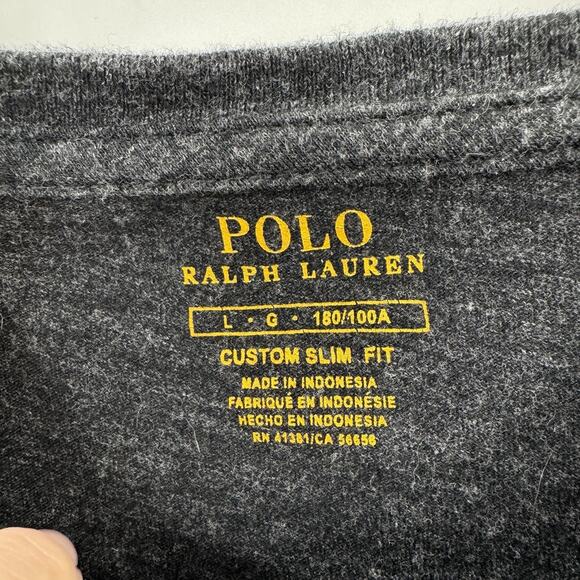 POLO
RALPH LAUREN
L • G • 180/100A
CUSTOM SLIM FIT
MADE IN INDONESIA
FABRIQUÉ EN INDONÉSIE
HECHO EN INDONESIA
RN 41381/CA 56656